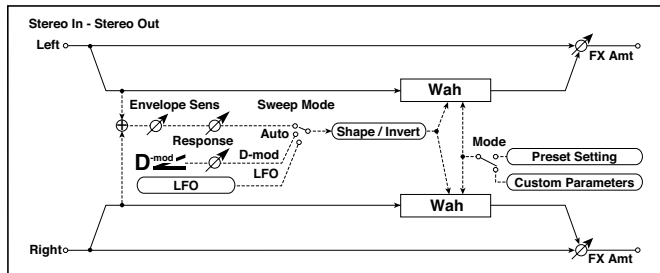 Stereo In - Stereo Out
Left
FX Amt
Wah
Envelope Sens
Sweep Mode
Auto
Shape / Invert
Mode
Response
D-mod
D-mod
LFO
Preset Setting
LFO
Custom Parameters
Wah
Right
FX Amt